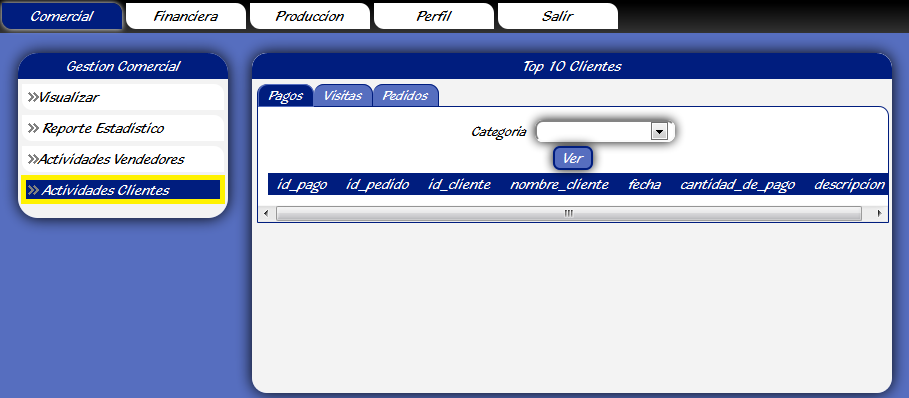 Comercial Financiera Produccion Perfil Salir
Gestion Comercial
Visualizar
Reporte Estadistico
Actividades Vendedores
Actividades Clientes
Top 10 Clientes
Pagos Visitas Pedidos
Categoria
Ver
id_pago id_pedido id_cliente nombre_cliente fecha cantidad_de_pago descripcion